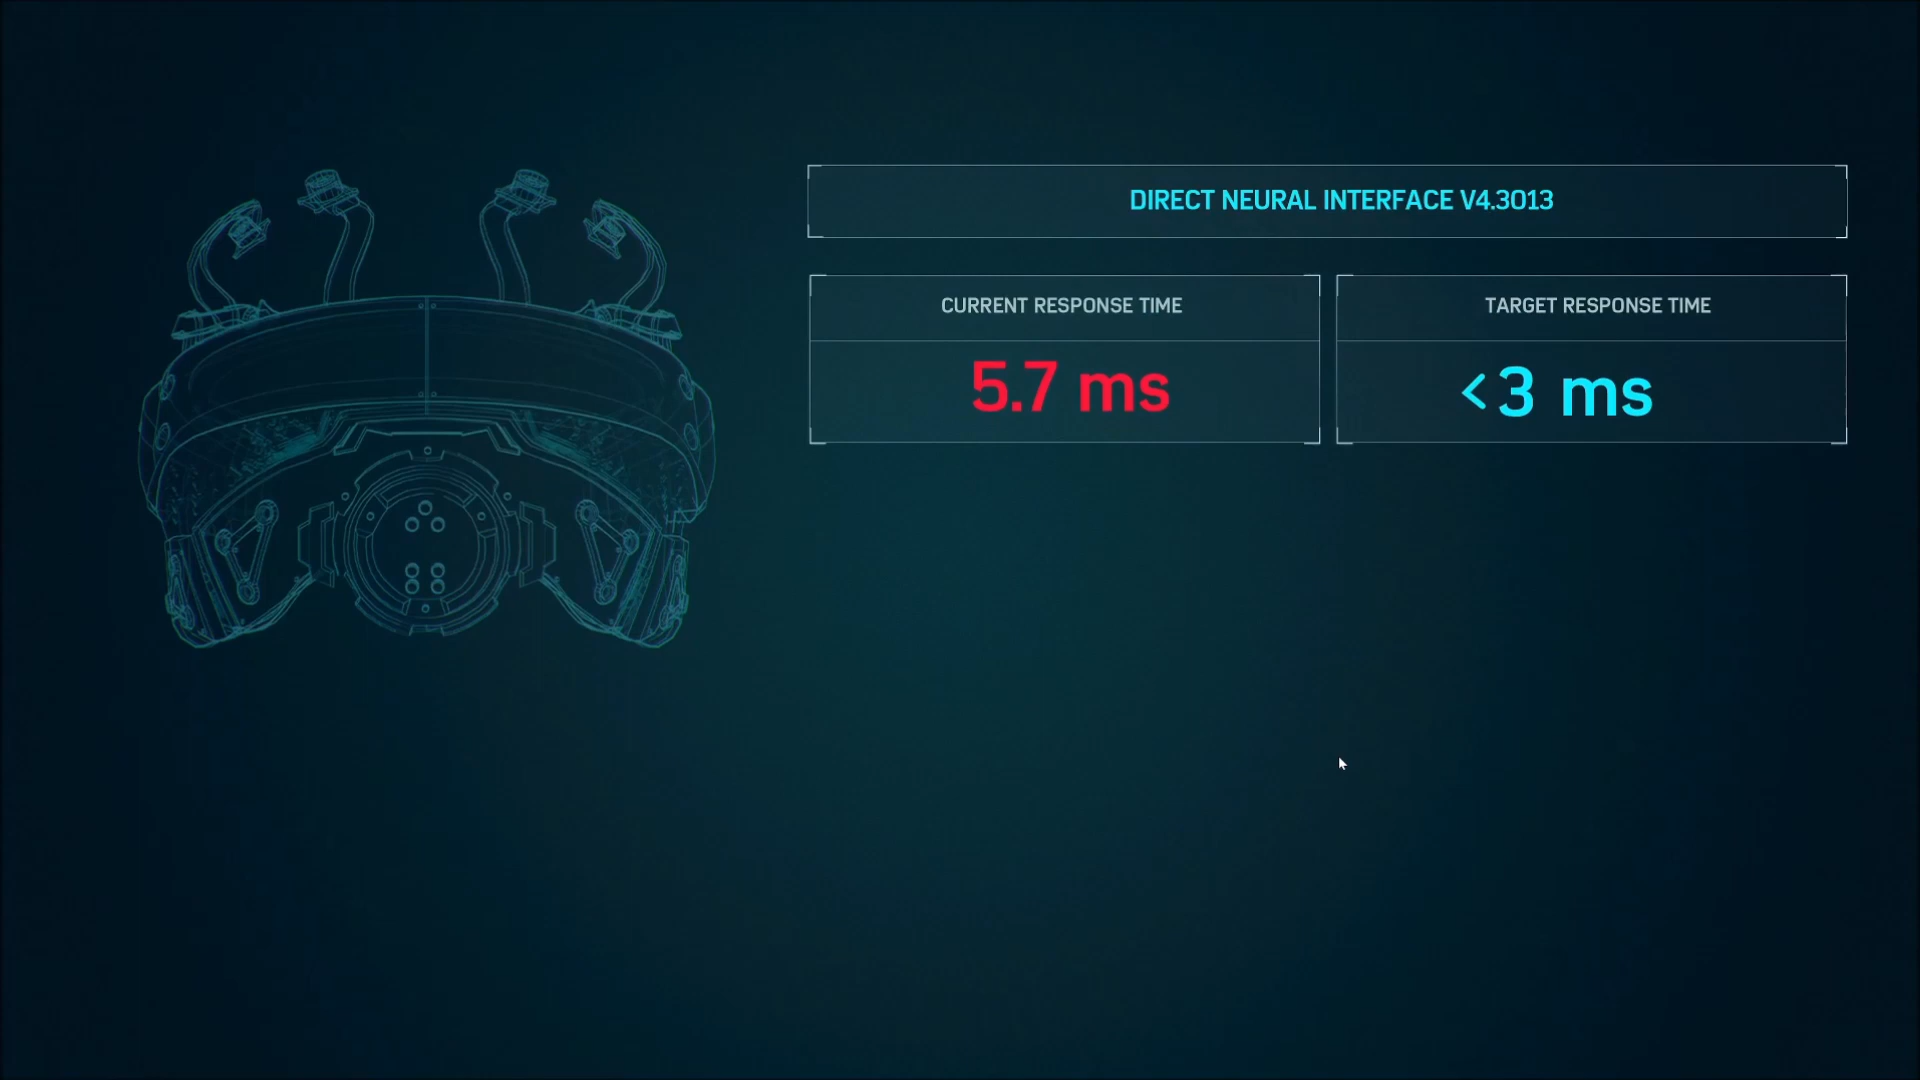 DIRECT NEURAL INTERFACE V4.3013
CURRENT RESPONSE TIME
TARGET RESPONSE TIME
5.7 ms
<3 ms